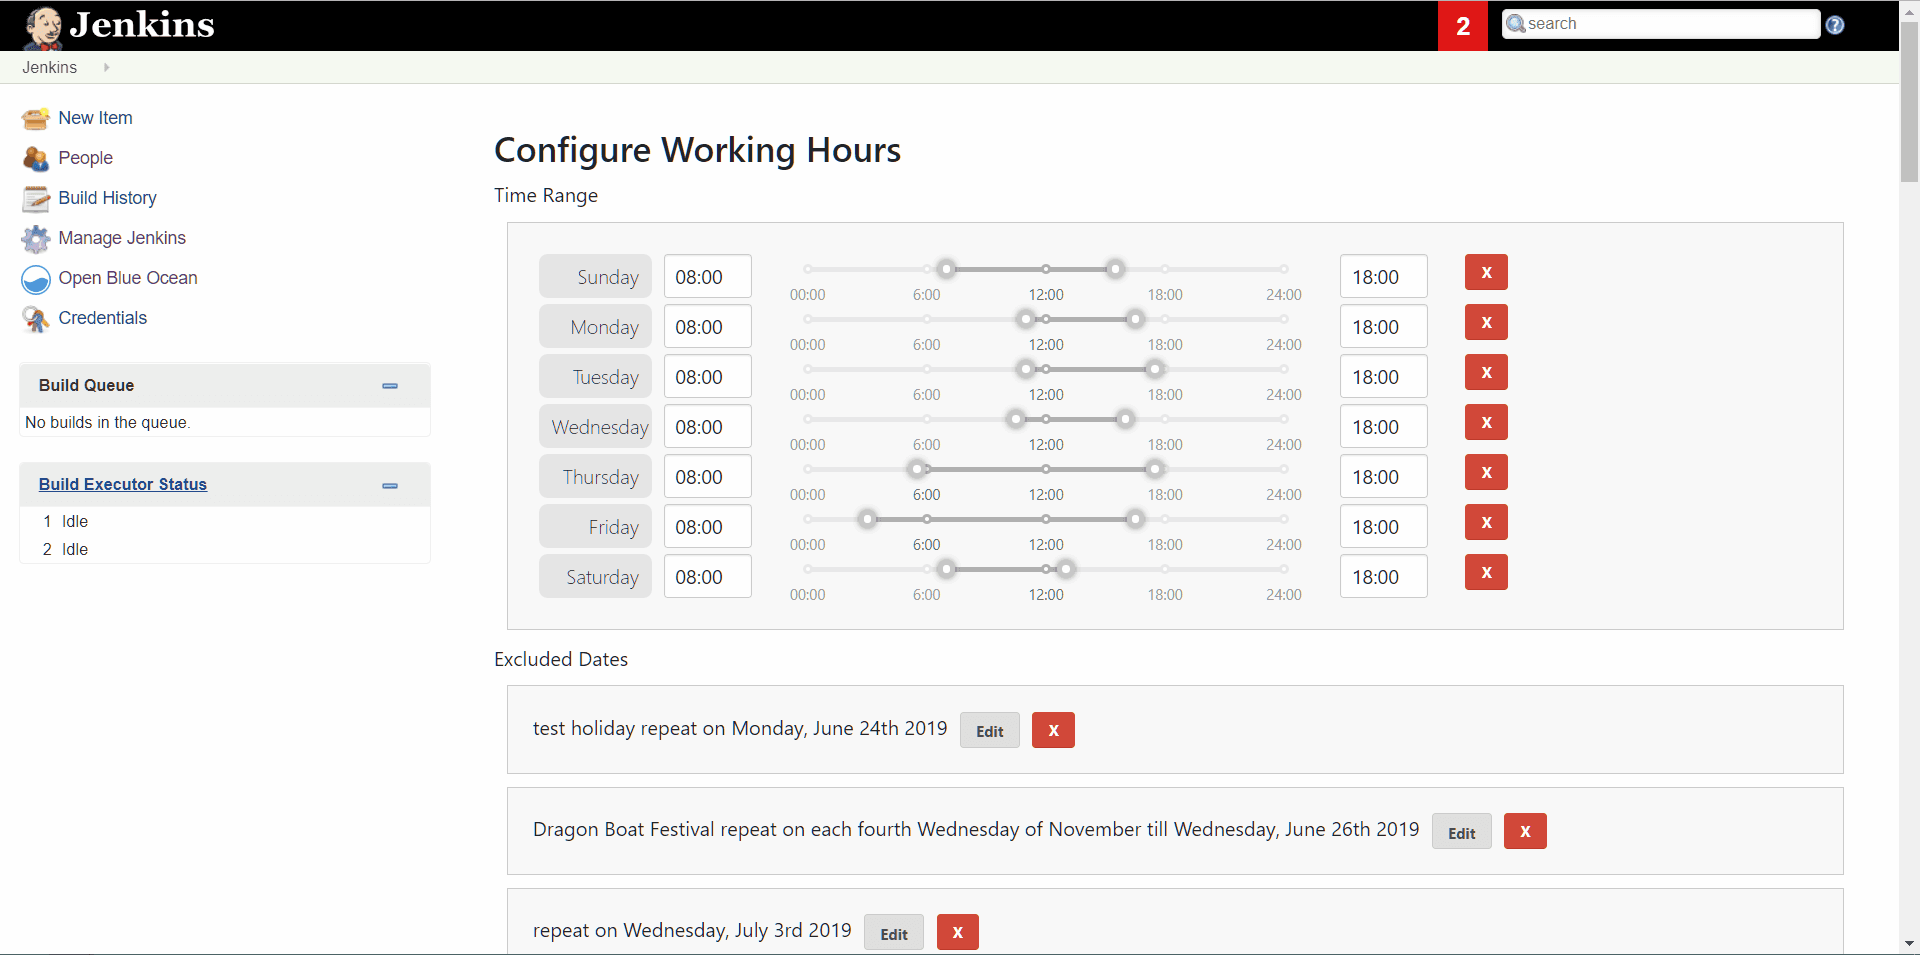 Jenkins
2
search
?
Jenkins
New Item
People
Build History
Manage Jenkins
Open Blue Ocean
Credentials
Build Queue
No builds in the queue.
Build Executor Status
1 Idle
2 Idle
Configure Working Hours
Time Range
Sunday 08:00 18:00 X
00:00 6:00 12:00 18:00 24:00
Monday 08:00 18:00 X
00:00 6:00 12:00 18:00 24:00
Tuesday 08:00 18:00 X
00:00 6:00 12:00 18:00 24:00
Wednesday 08:00 18:00 X
00:00 6:00 12:00 18:00 24:00
Thursday 08:00 18:00 X
00:00 6:00 12:00 18:00 24:00
Friday 08:00 18:00 X
00:00 6:00 12:00 18:00 24:00
Saturday 08:00 18:00 X
00:00 6:00 12:00 18:00 24:00
Excluded Dates
test holiday repeat on Monday, June 24th 2019 Edit X
Dragon Boat Festival repeat on each fourth Wednesday of November till Wednesday, June 26th 2019 Edit X
repeat on Wednesday, July 3rd 2019 Edit X